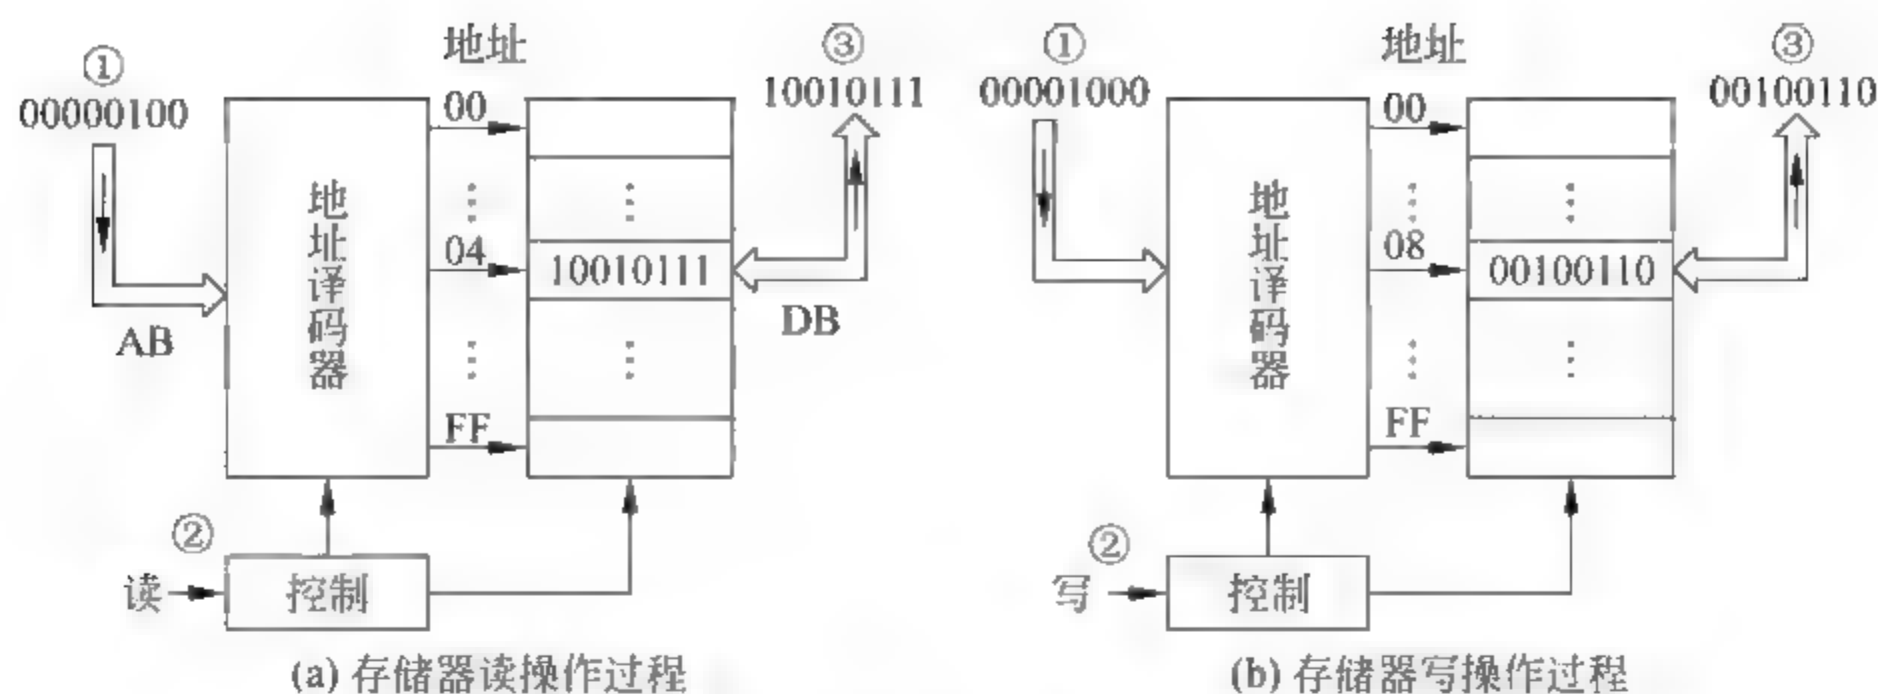 ①
00000100
地址译码器
AB
地址
00
04
FF
10010111
③
10010111
DB
②
读
控制
(a) 存储器读操作过程
①
00001000
地址译码器
地址
00
08
FF
00100110
③
00100110
②
写
控制
(b) 存储器写操作过程